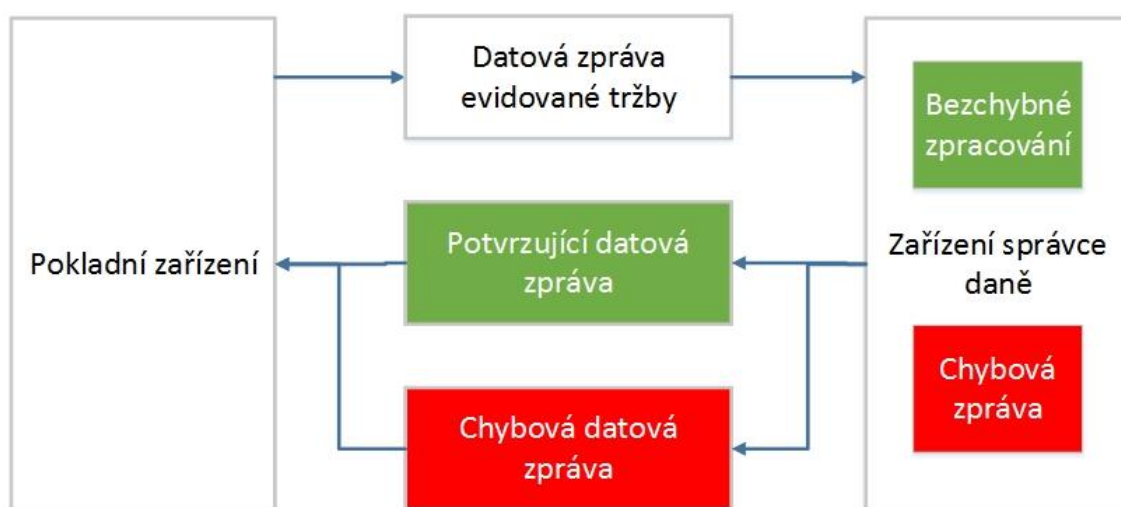 Pokladní zařízení
Datová zpráva
evidované tržby
Potvrzující datová
zpráva
Chybová datová
zpráva
Bezchybné
zpracování
Zařízení správce
daně
Chybová
zpráva